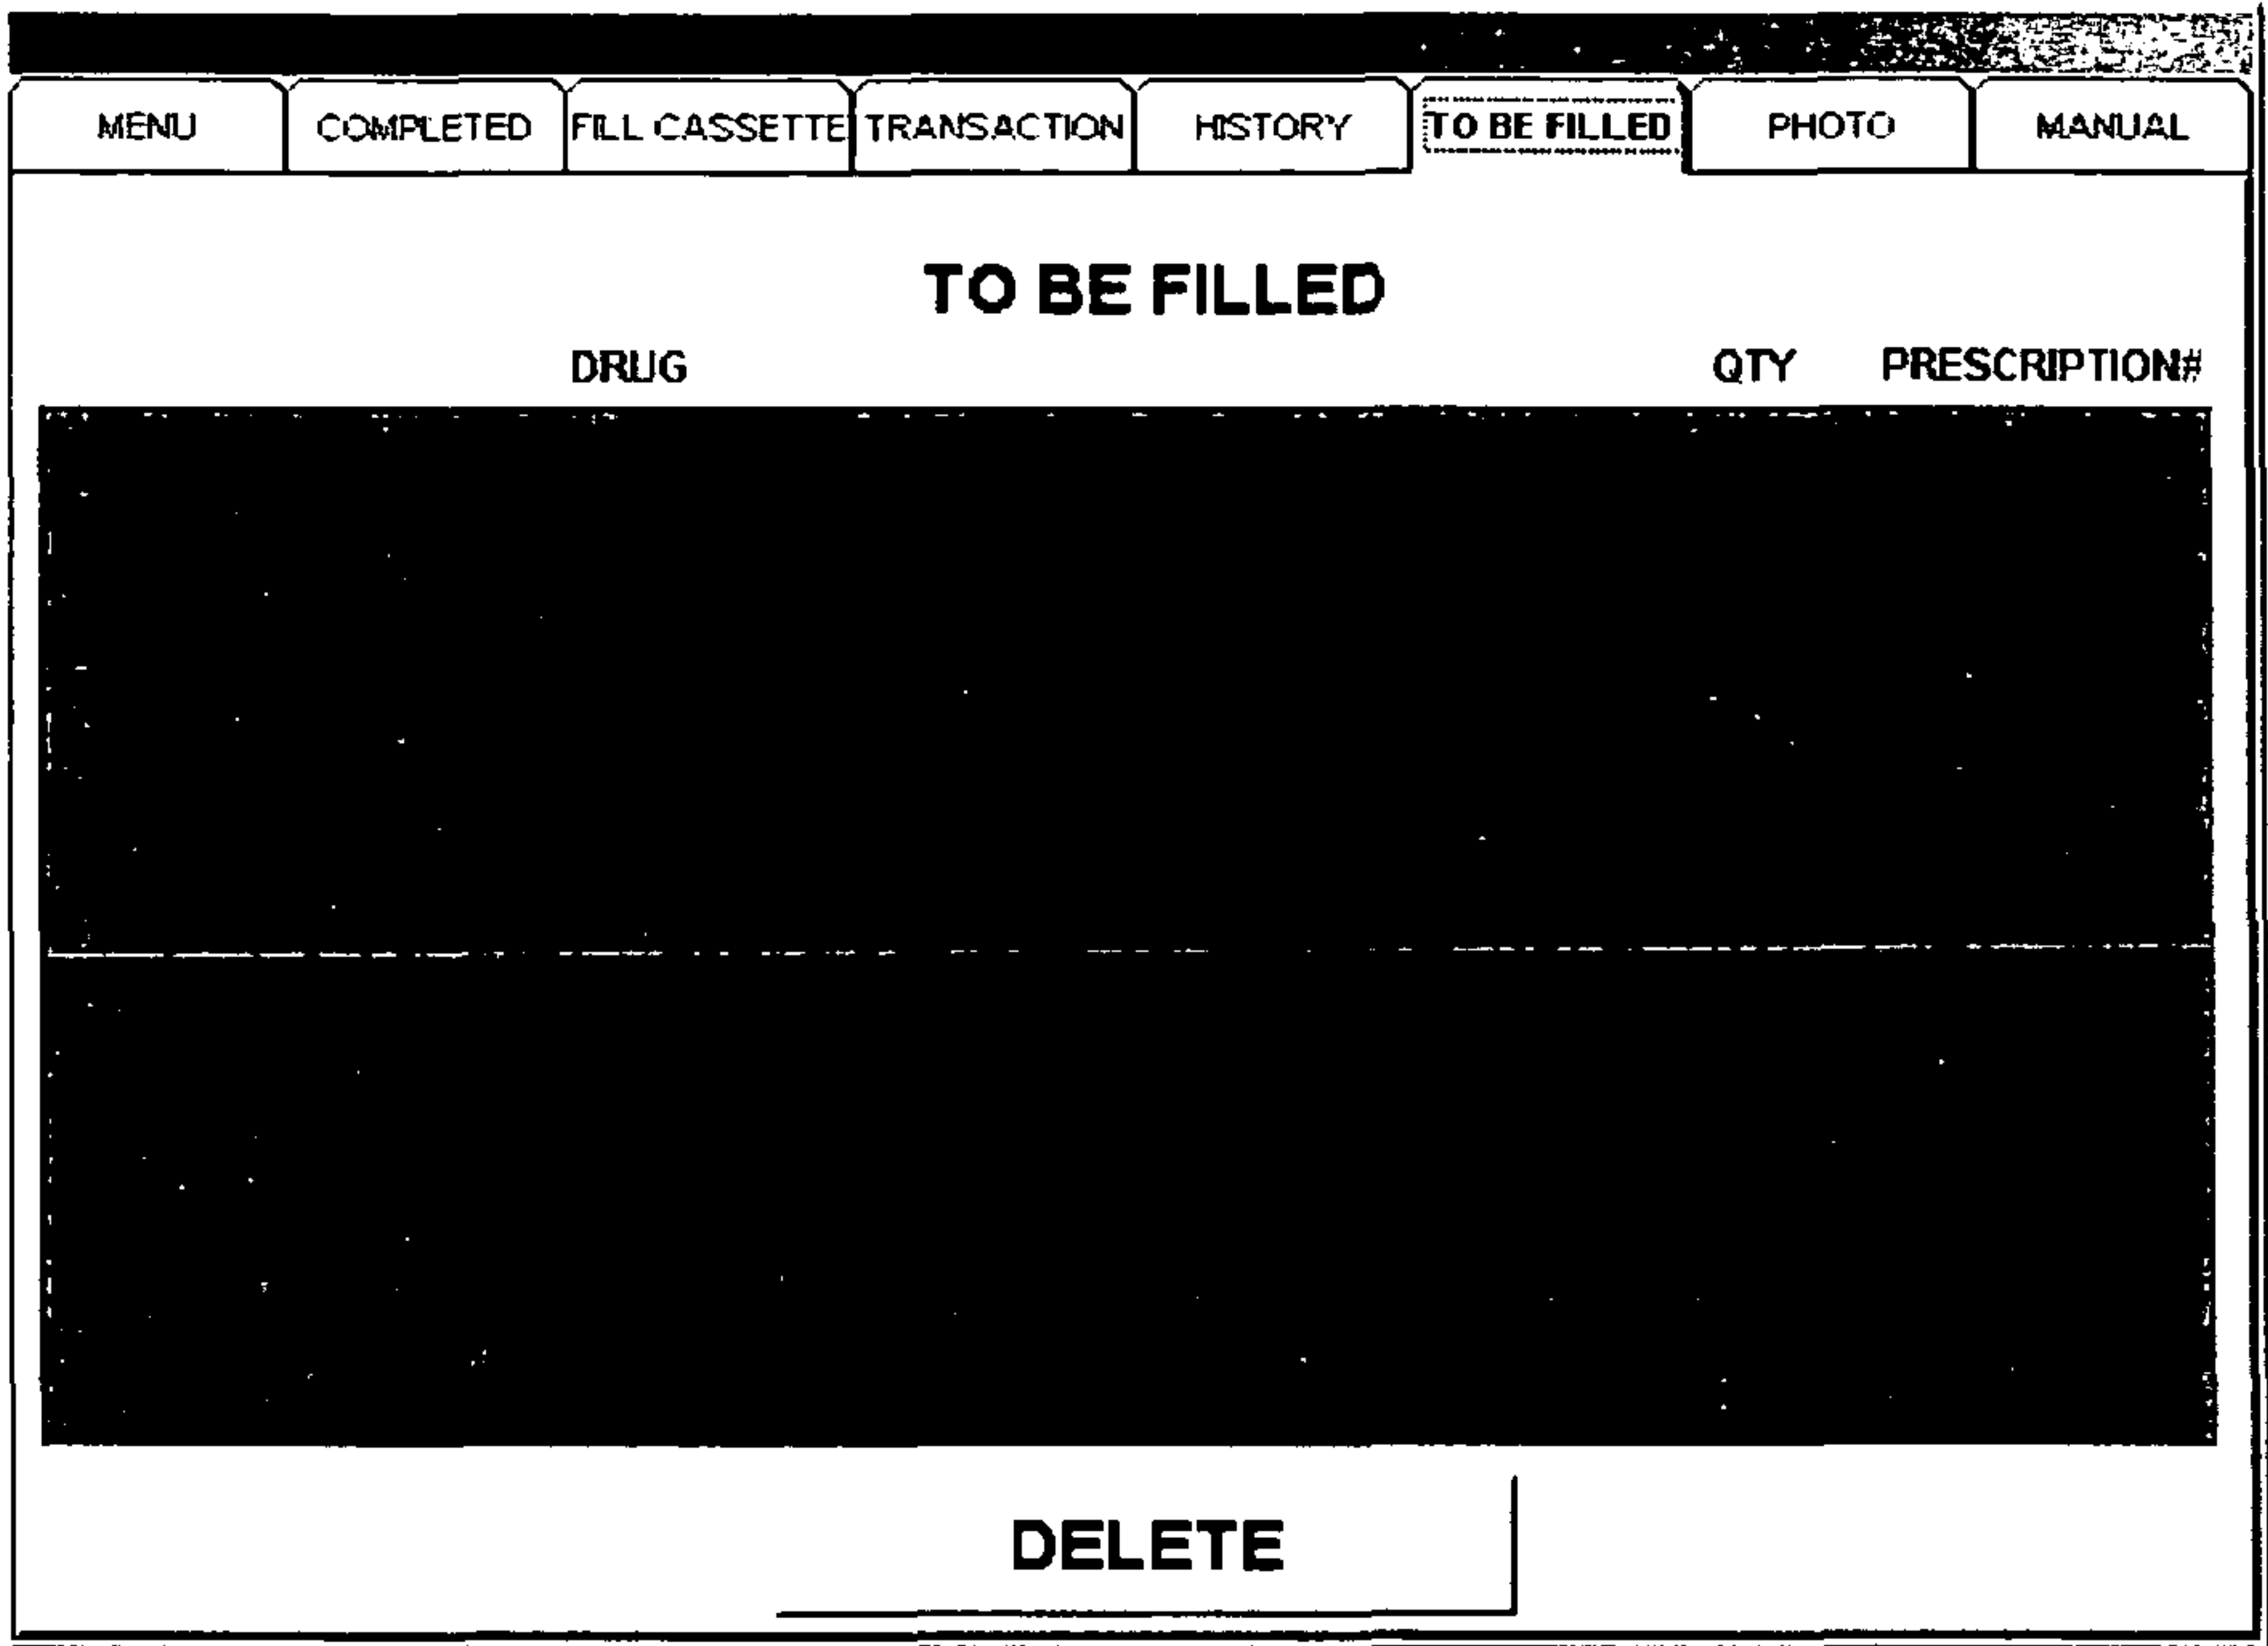 MENU COMPLETED FILL CASSETTE TRANSACTION HISTORY TO BE FILLED PHOTO MANUAL
TO BE FILLED
DRUG QTY PRESCRIPTION#
DELETE